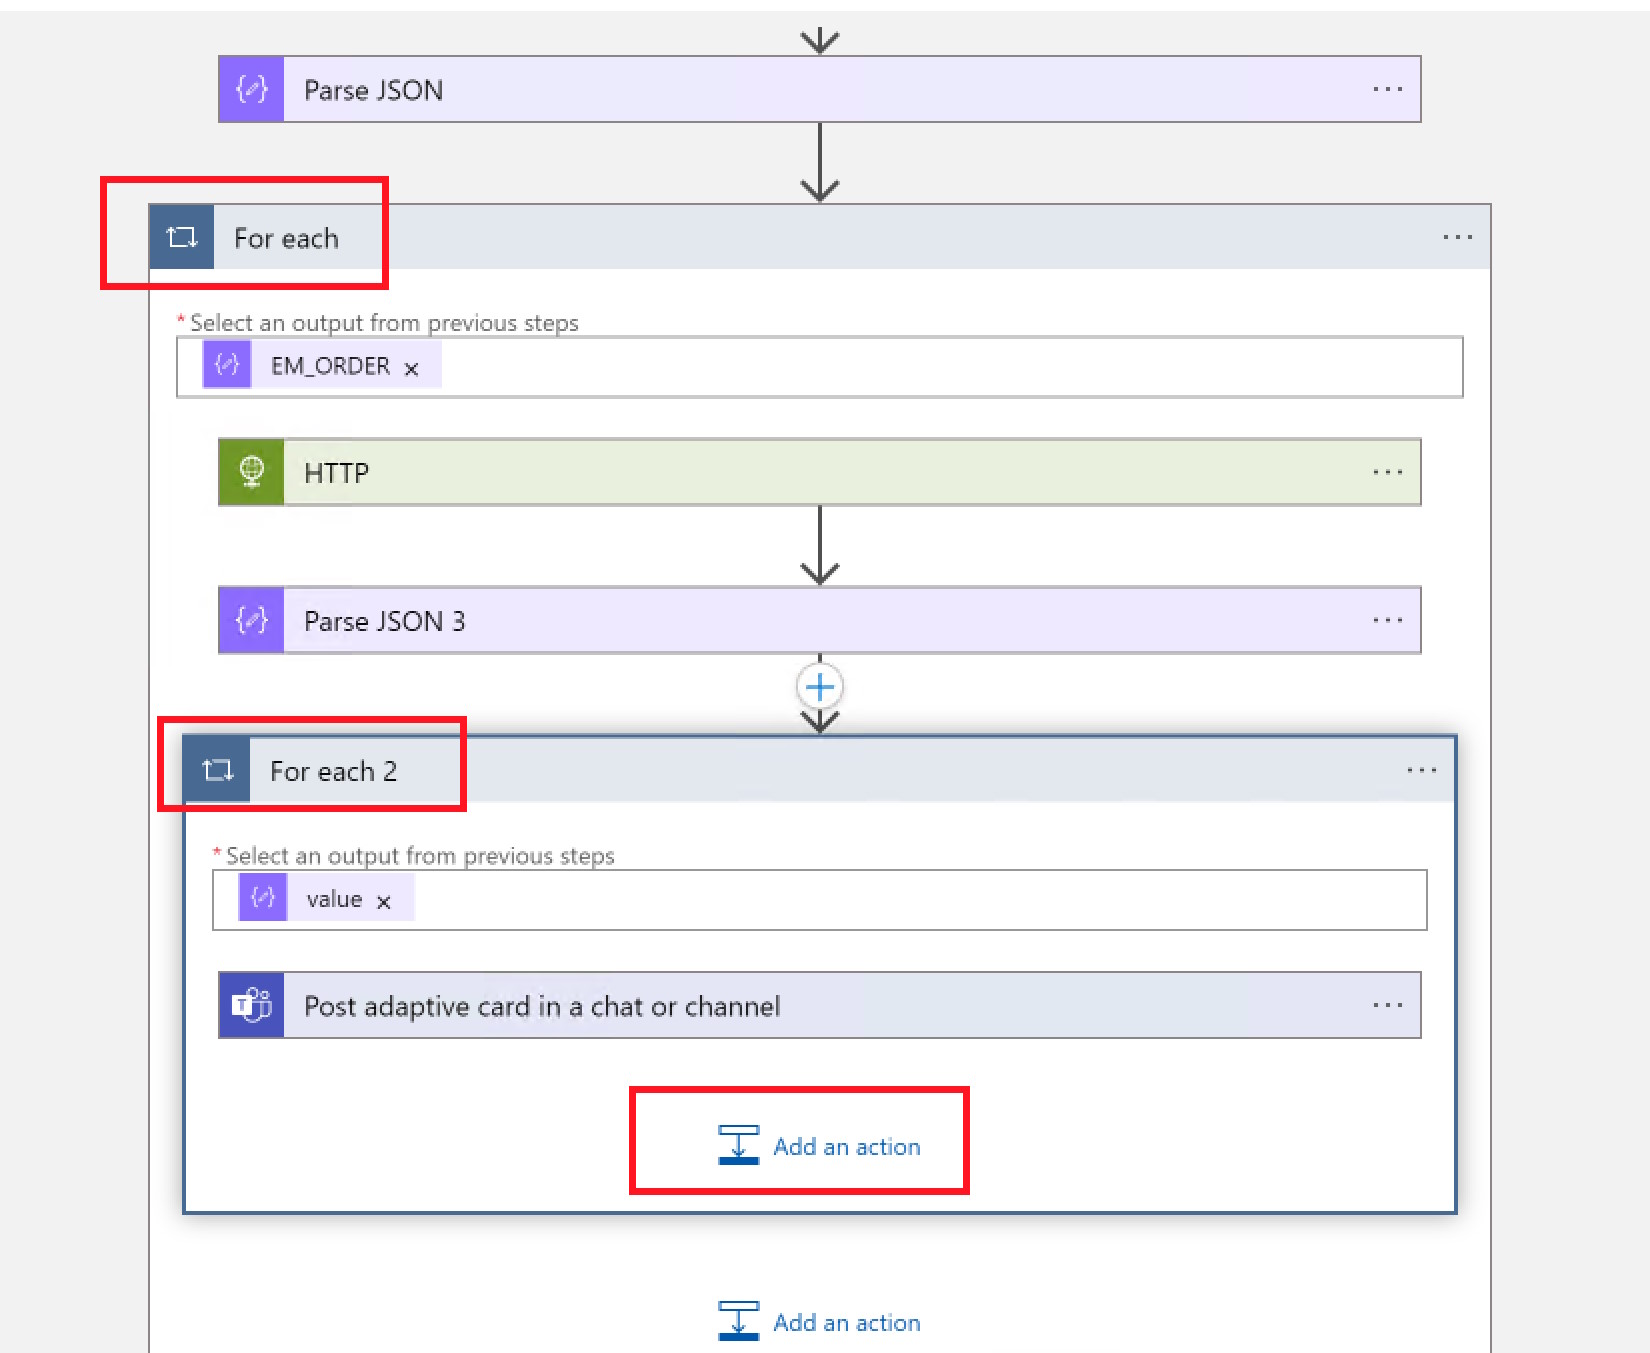 Parse JSON
For each
* Select an output from previous steps
EM_ORDER ×
HTTP
Parse JSON 3
For each 2
* Select an output from previous steps
value ×
T
Post adaptive card in a chat or channel
Add an action
Add an action